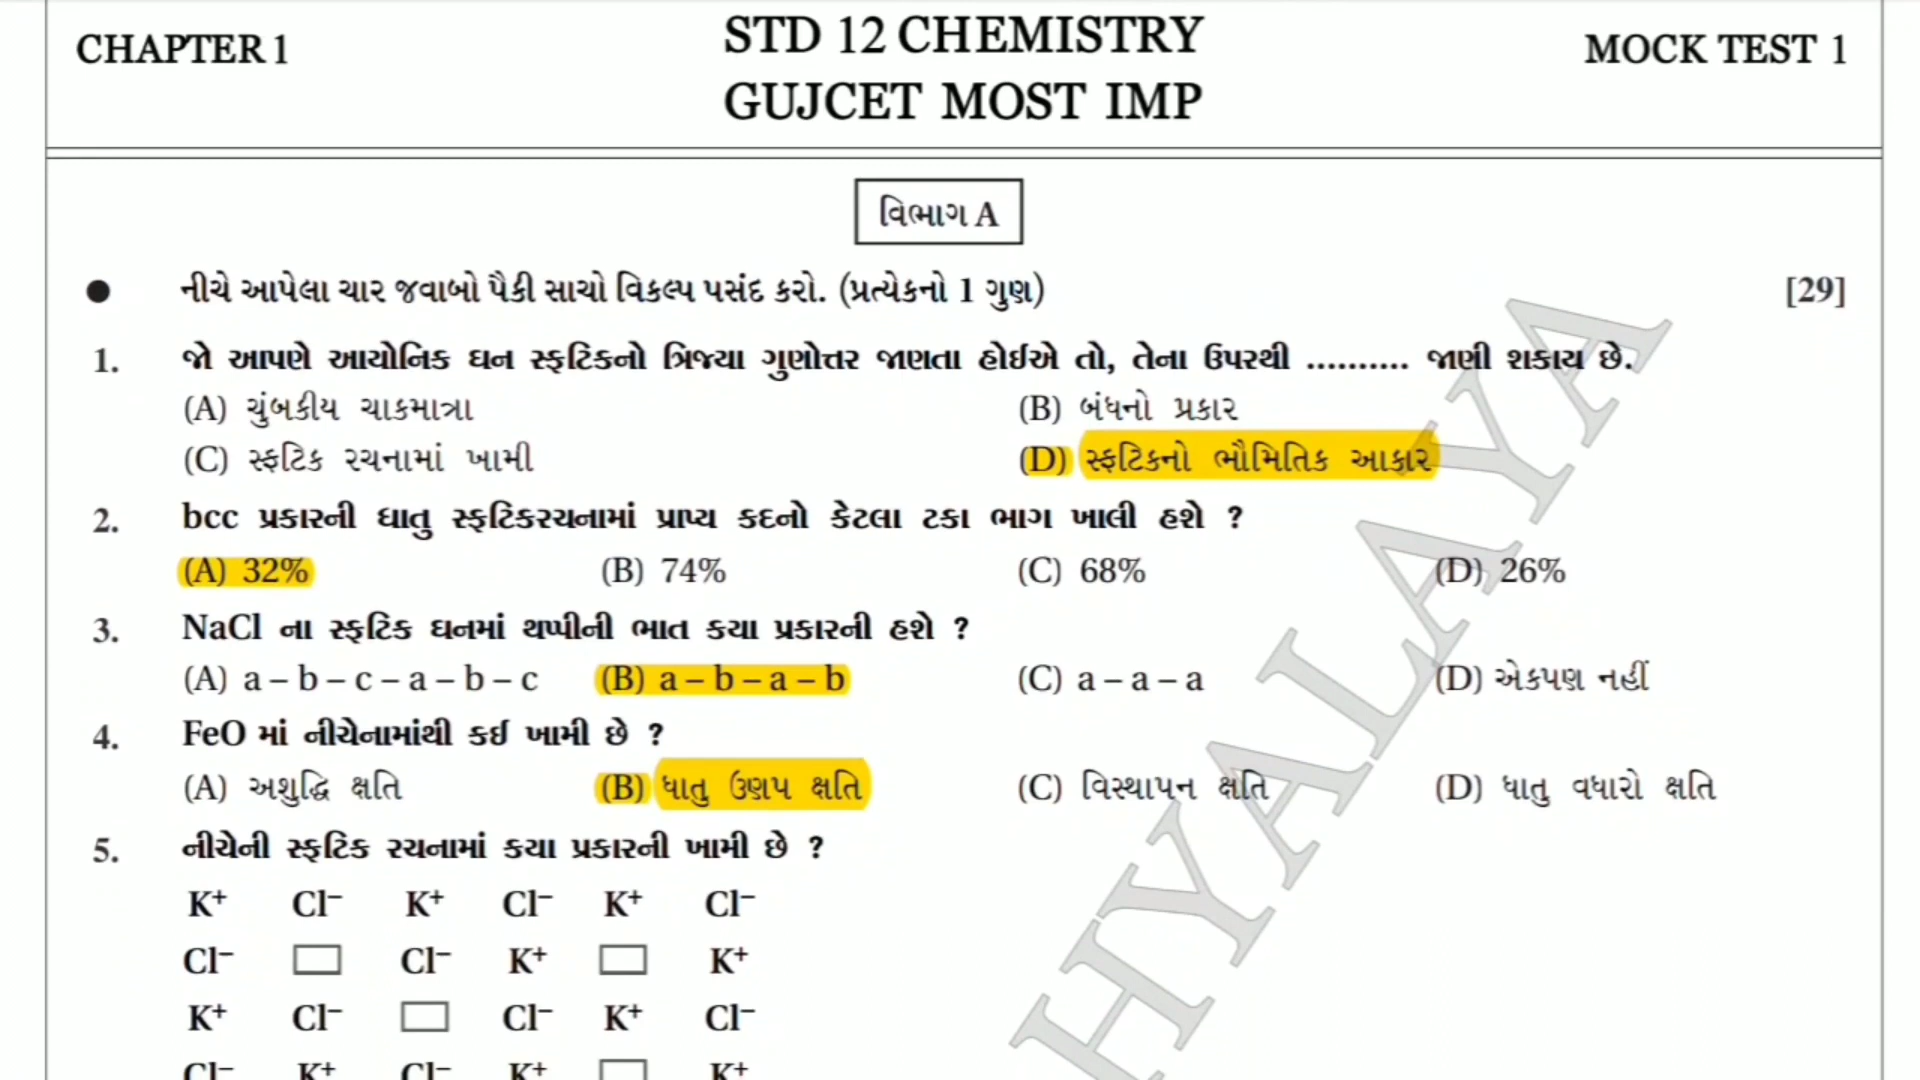 CHAPTER 1
STD 12 CHEMISTRY
GUJCET MOST IMP
MOCK TEST 1
વિભાગ A
● નીચે આપેલા ચાર જવાબો પૈકી સાચો વિકલ્પ પસંદ કરો. (પ્રત્યેકનો 1 ગુણ) [29]
1. જો આપણે આયોનિક ઘન સ્ફટિકનો ત્રિજ્યા ગુણોત્તર જાણતા હોઈએ તો, તેના ઉપરથી .......... જાણી શકાય છે.
(A) ચુંબકીય ચાકમાત્રા (B) બંધનો પ્રકાર
(C) સ્ફટિક રચનામાં ખામી (D) સ્ફટિકનો ભૌમિતિક આકાર
2. bcc પ્રકારની ધાતુ સ્ફટિકરચનામાં પ્રાપ્ય કદનો કેટલા ટકા ભાગ ખાલી હશે ?
(A) 32% (B) 74% (C) 68% (D) 26%
3. NaCl ના સ્ફટિક ઘનમાં થપ્પીની ભાત કયા પ્રકારની હશે ?
(A) a – b – c – a – b – c (B) a – b – a – b (C) a – a – a (D) એકપણ નહીં
4. FeO માં નીચેનામાંથી કઈ ખામી છે ?
(A) અશુદ્ધિ ક્ષતિ (B) ધાતુ ઉણપ ક્ષતિ (C) વિસ્થાપન ક્ષતિ (D) ધાતુ વધારો ક્ષતિ
5. નીચેની સ્ફટિક રચનામાં કયા પ્રકારની ખામી છે ?
K⁺ Cl⁻ K⁺ Cl⁻ K⁺ Cl⁻
Cl⁻ Cl⁻ K⁺ K⁺
K⁺ Cl⁻ Cl⁻ K⁺ Cl⁻
Cl⁻ K⁺ Cl⁻ K⁺ K⁺
HYALAYA